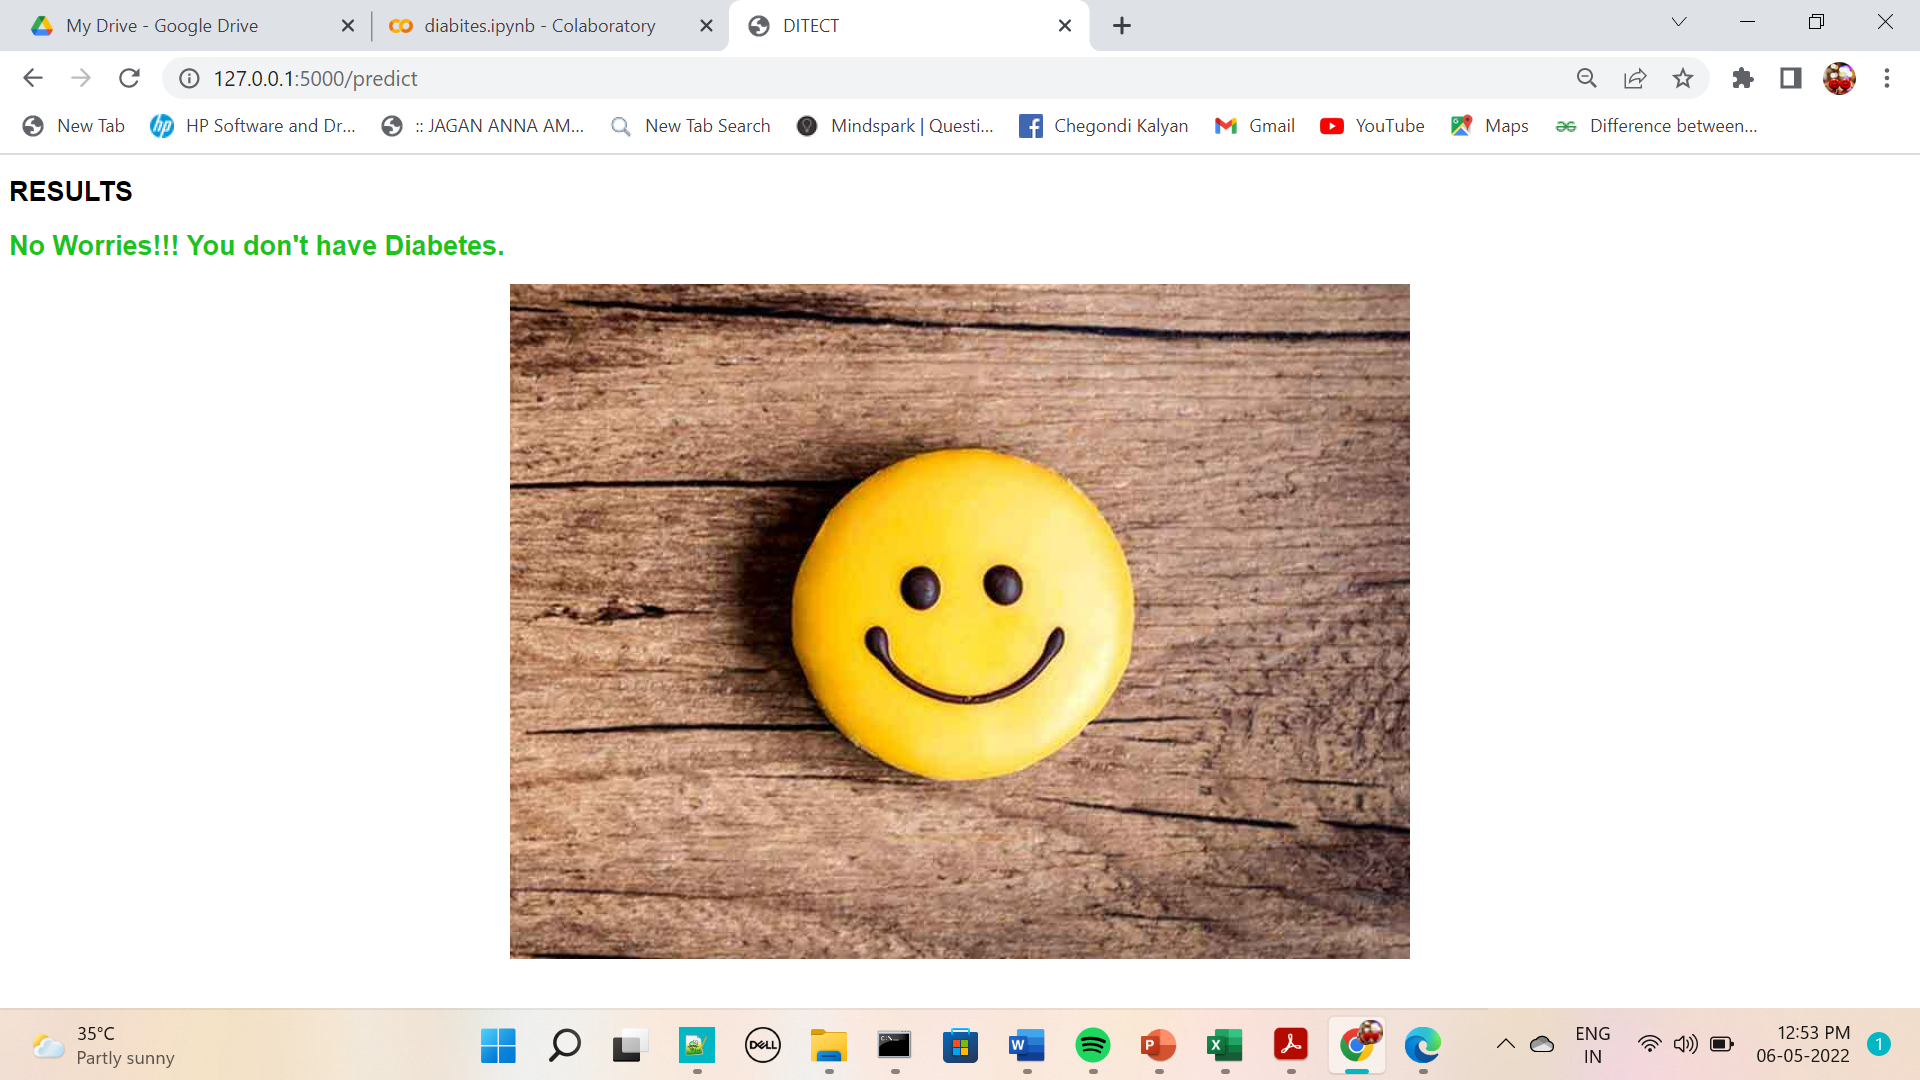 My Drive - Google Drive
diabites.ipynb - Colaboratory
DITECT
127.0.0.1:5000/predict
New Tab
HP Software and Dr...
:: JAGAN ANNA AM...
New Tab Search
Mindspark | Questi...
Chegondi Kalyan
Gmail
YouTube
Maps
Difference between...
RESULTS
No Worries!!! You don't have Diabetes.
35°C
Partly sunny
DELL
ENG
IN
12:53 PM
06-05-2022
1